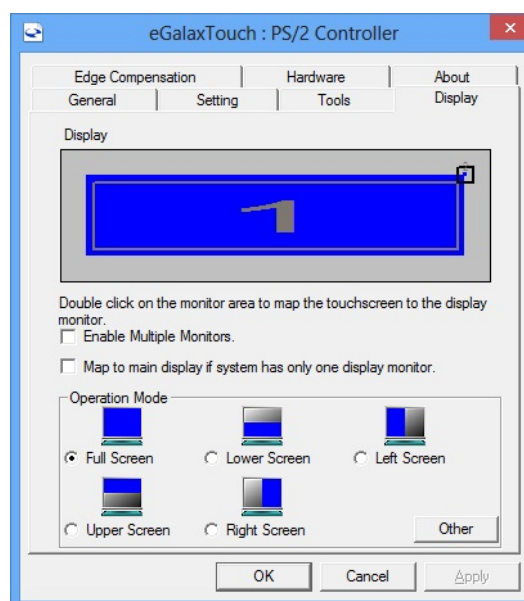 eGalaxTouch : PS/2 Controller
Edge Compensation Hardware About
General Setting Tools Display
Display
1
Double click on the monitor area to map the touchscreen to the display
monitor.
Enable Multiple Monitors.
Map to main display if system has only one display monitor.
Operation Mode
Full Screen Lower Screen Left Screen
Upper Screen Right Screen Other
OK Cancel Apply